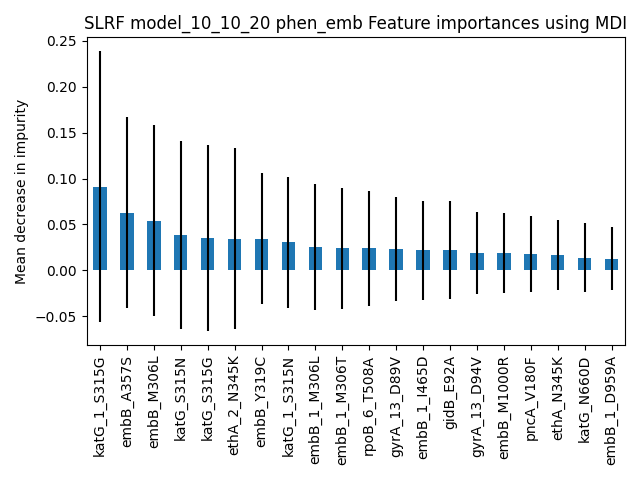 SLRF model_10_10_20 phen_emb Feature importances using MDI
Mean decrease in impurity
0.25
0.20
0.15
0.10
0.05
0.00
−0.05
katG_1_S315G
embB_A357S
embB_M306L
katG_S315N
katG_S315G
ethA_2_N345K
embB_Y319C
katG_1_S315N
embB_1_M306L
embB_1_M306T
rpoB_6_T508A
gyrA_13_D89V
embB_1_I465D
gidB_E92A
gyrA_13_D94V
embB_M1000R
pncA_V180F
ethA_N345K
katG_N660D
embB_1_D959A